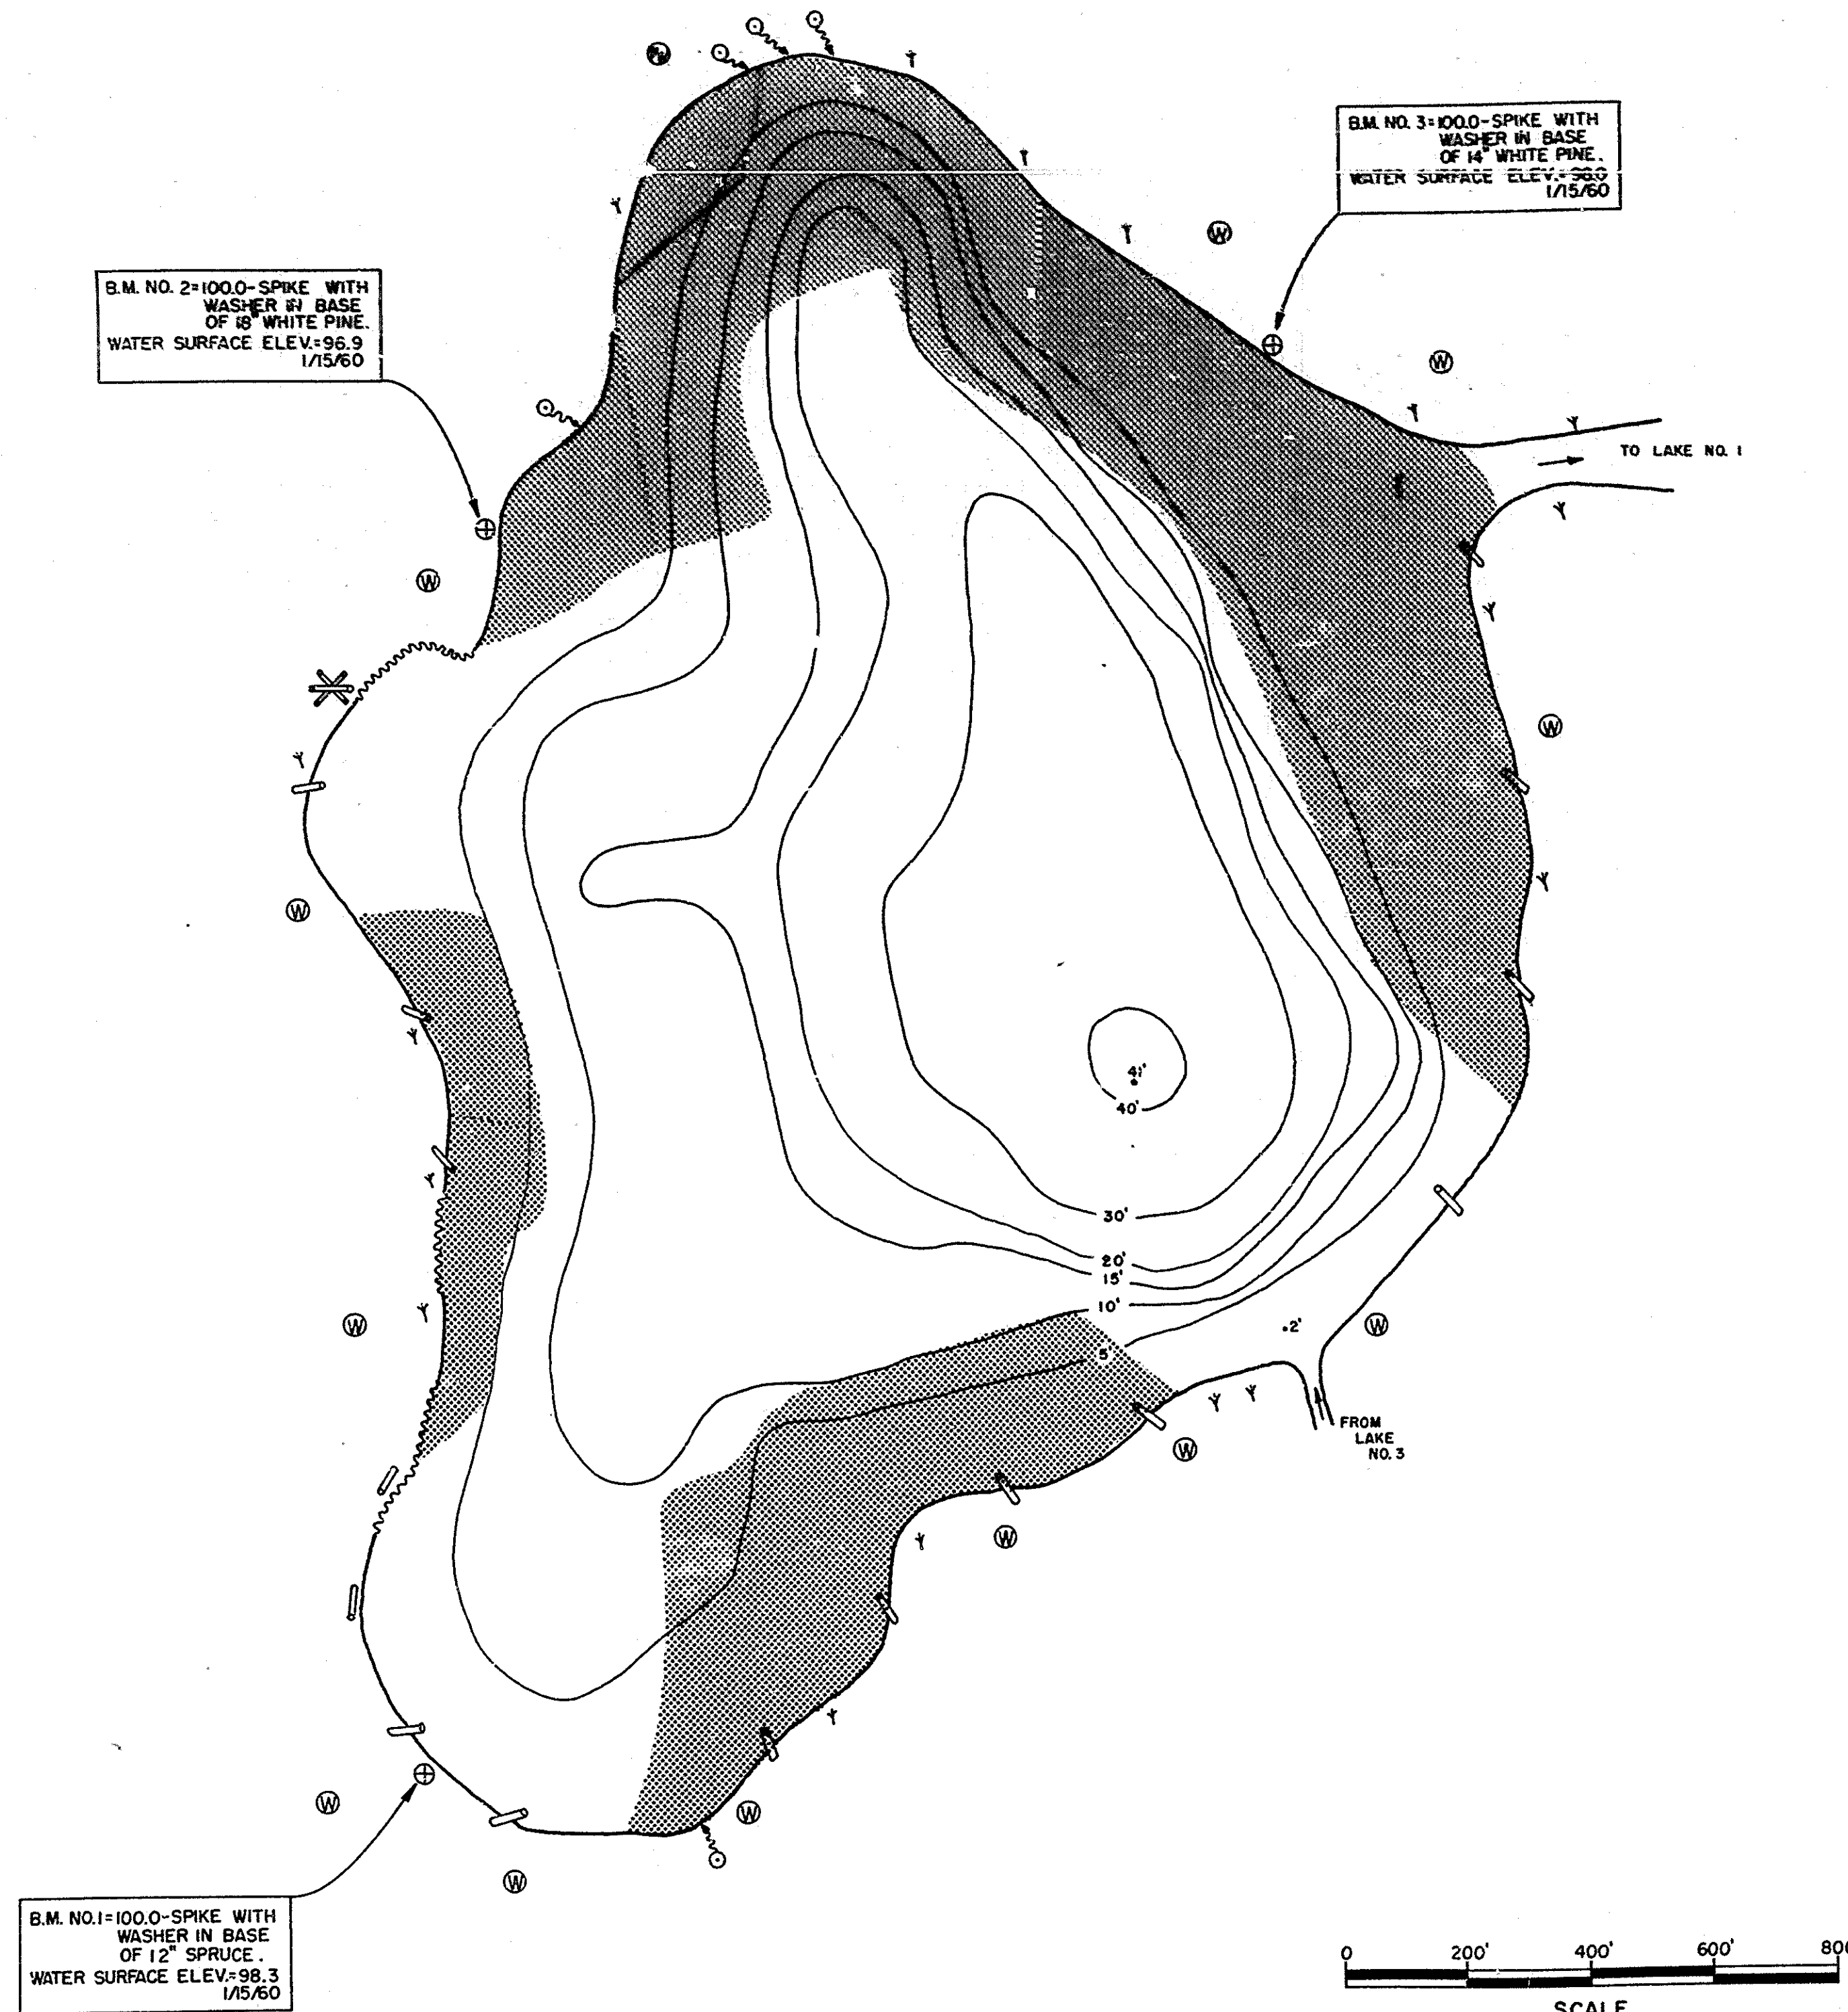 B.M. NO. 3=100.0-SPIKE WITH
WASHER IN BASE
OF 14" WHITE PINE.
WATER SURFACE ELEV.=
1/15/60
W
W
TO LAKE NO. 1
B.M. NO. 2=100.0-SPIKE WITH
WASHER IN BASE
OF 18" WHITE PINE.
WATER SURFACE ELEV.=96.9
1/15/60
W
W
W
41'
40'
30'
20'
15'
10'
5'
2'
W
W
FROM
LAKE
NO. 3
W
W
W
W
W
B.M. NO. 1=100.0-SPIKE WITH
WASHER IN BASE
OF 12" SPRUCE.
WATER SURFACE ELEV.=98.3
1/15/60
0 200' 400' 600' 800
SCALE